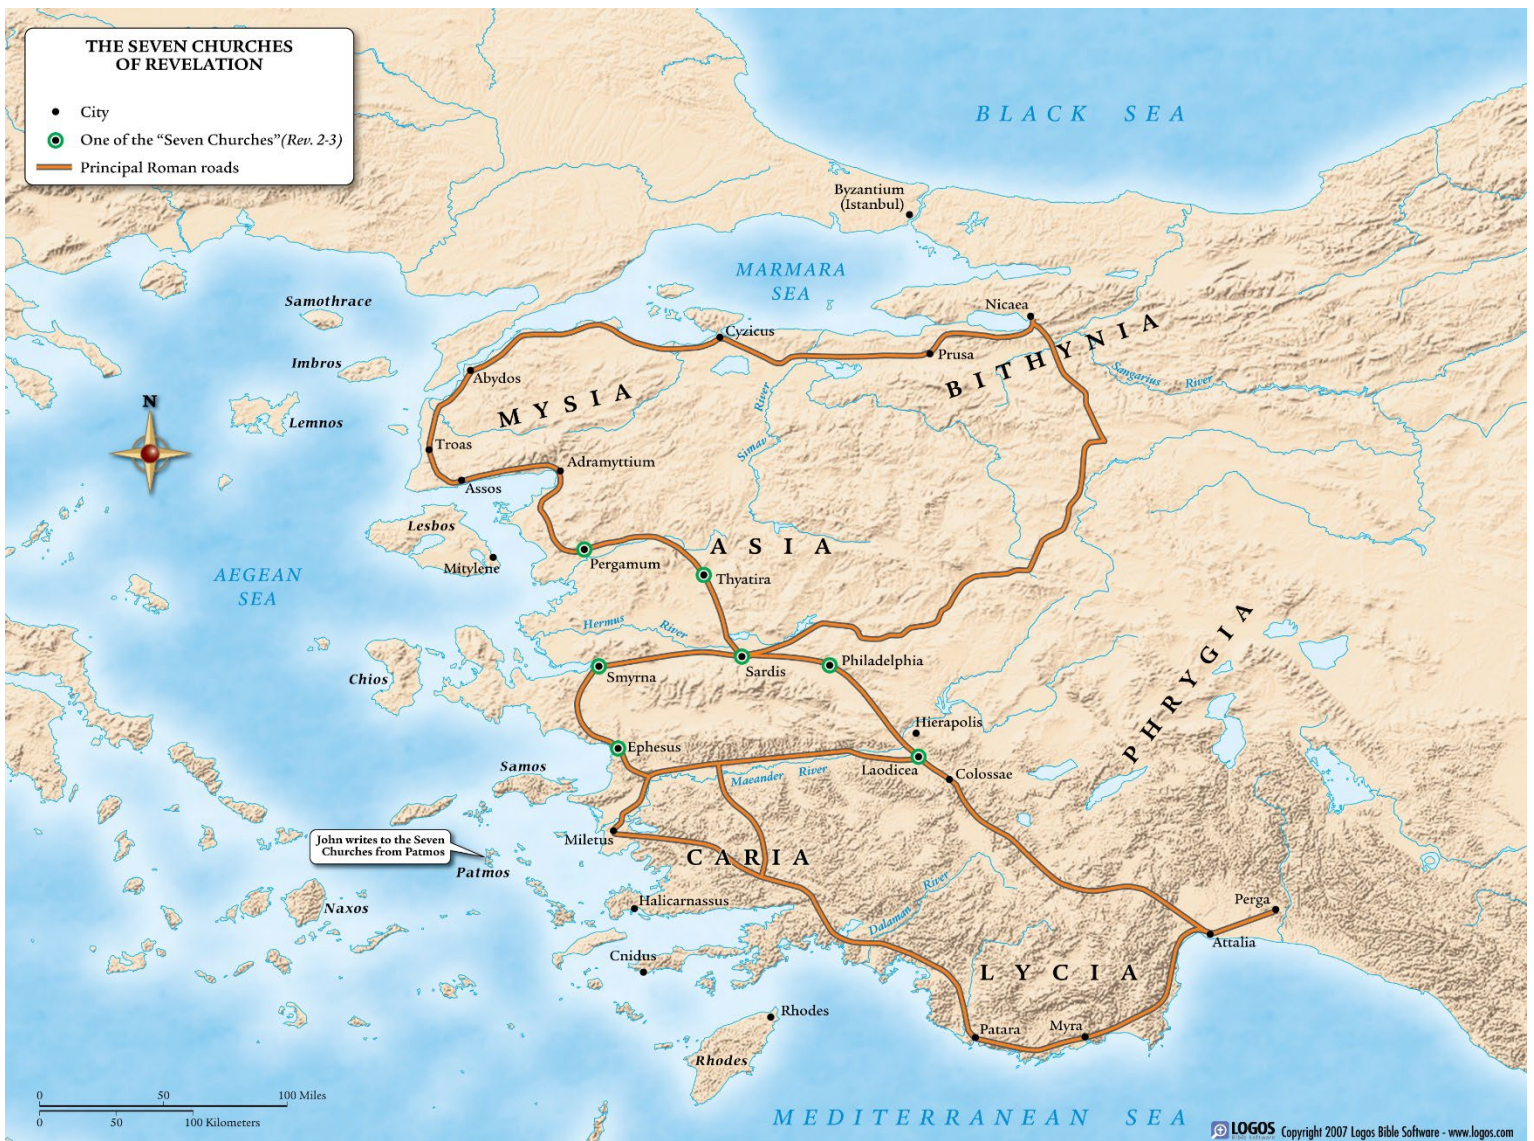 THE SEVEN CHURCHES
OF REVELATION
City
One of the “Seven Churches” (Rev. 2-3)
Principal Roman roads
BLACK SEA
Byzantium
(Istanbul)
MARMARA
SEA
Samothrace
Nicaea
Cyzicus
Prusa
BITHYNIA
Imbros
Abydos
Sangarius River
MYSIA
Simav River
N
Lemnos
Troas
Adramyttium
Assos
Lesbos
Mitylene
ASIA
Pergamum
Thyatira
AEGEAN
SEA
Hermus River
PHRYGIA
Smyrna
Sardis
Philadelphia
Chios
Hierapolis
Ephesus
Samos
Laodicea
Colossae
Maeander River
John writes to the Seven
Churches from Patmos
Miletus
CARIA
Patmos
Naxos
Halicarnassus
Dalaman River
Perga
Attalia
Cnidus
LYCIA
Rhodes
Patara
Myra
Rhodes
0 50 100 Miles
0 50 100 Kilometers
MEDITERRANEAN SEA
LOGOS
Bible Software
Copyright 2007 Logos Bible Software - www.logos.com